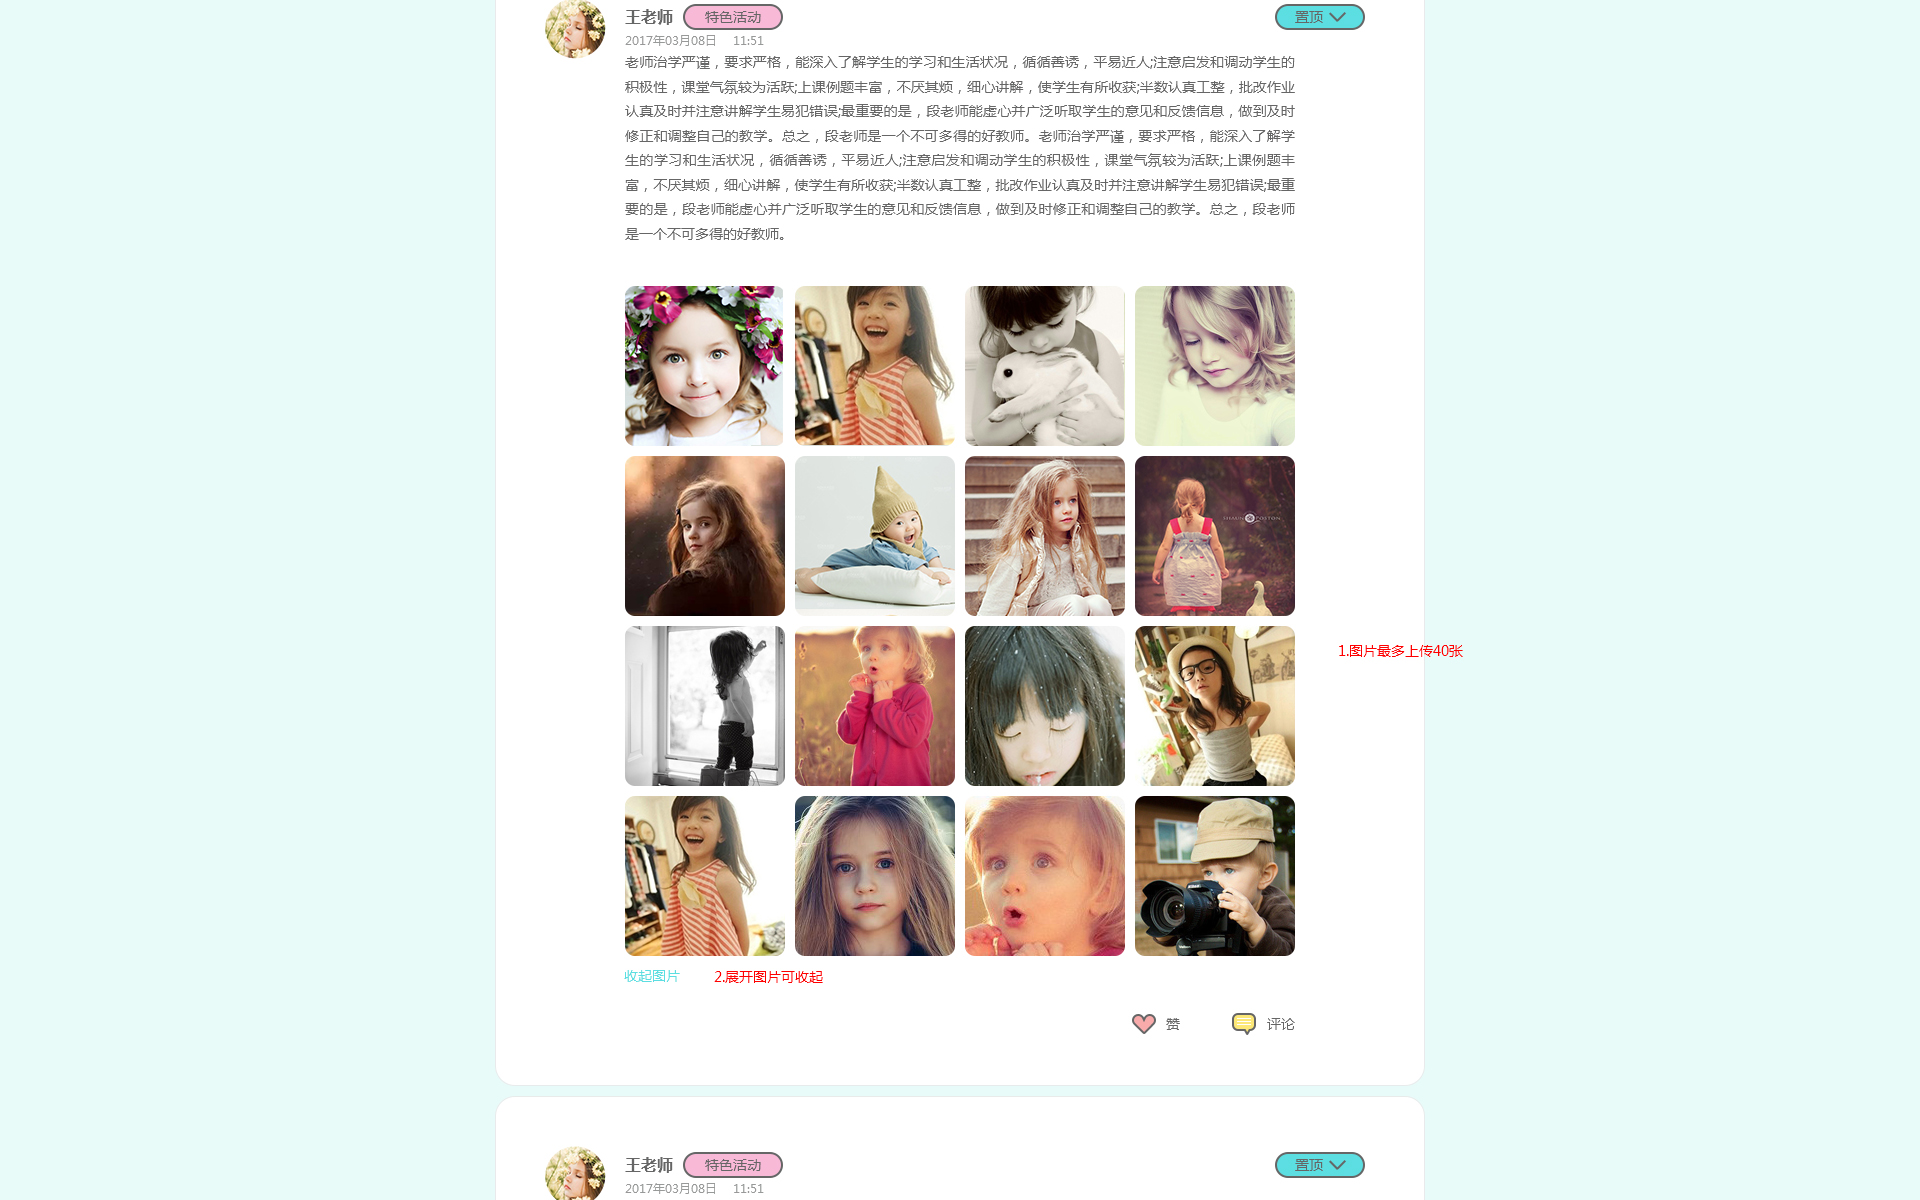 王老师 特色活动 置顶
2017年03月08日 11:51
老师治学严谨，要求严格，能深入了解学生的学习和生活状况，循循善诱，平易近人;注意启发和调动学生的
积极性，课堂气氛较为活跃;上课例题丰富，不厌其烦，细心讲解，使学生有所收获;半数认真工整，批改作业
认真及时并注意讲解学生易犯错误;最重要的是，段老师能虚心并广泛听取学生的意见和反馈信息，做到及时
修正和调整自己的教学。总之，段老师是一个不可多得的好教师。老师治学严谨，要求严格，能深入了解学
生的学习和生活状况，循循善诱，平易近人;注意启发和调动学生的积极性，课堂气氛较为活跃;上课例题丰
富，不厌其烦，细心讲解，使学生有所收获;半数认真工整，批改作业认真及时并注意讲解学生易犯错误;最重
要的是，段老师能虚心并广泛听取学生的意见和反馈信息，做到及时修正和调整自己的教学。总之，段老师
是一个不可多得的好教师。
1.图片最多上传40张
收起图片 2.展开图片可收起
赞 评论
王老师 特色活动 置顶
2017年03月08日 11:51